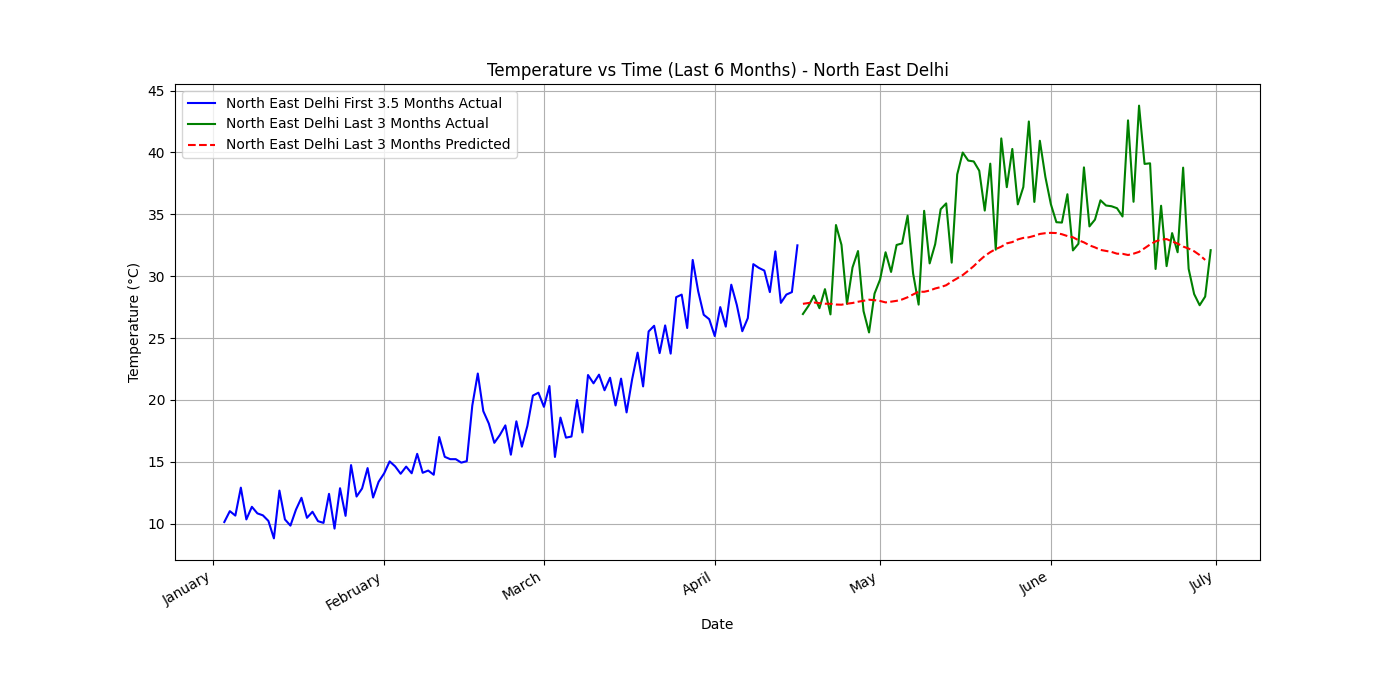 Temperature vs Time (Last 6 Months) - North East Delhi
North East Delhi First 3.5 Months Actual
North East Delhi Last 3 Months Actual
North East Delhi Last 3 Months Predicted
Temperature (°C)
45
40
35
30
25
20
15
10
January
February
March
April
May
June
July
Date